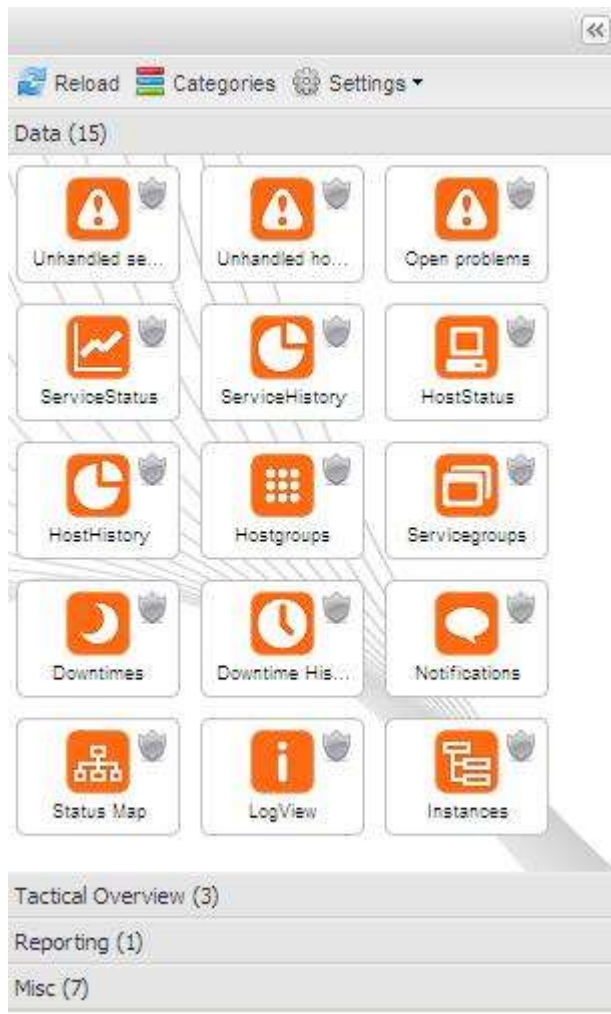 Reload Categories Settings
Data (15)
Unhandled se... Unhandled ho... Open problems
ServiceStatus ServiceHistory HostStatus
HostHistory Hostgroups Servicegroups
Downtimes Downtime His... Notifications
Status Map LogView Instances
Tactical Overview (3)
Reporting (1)
Misc (7)